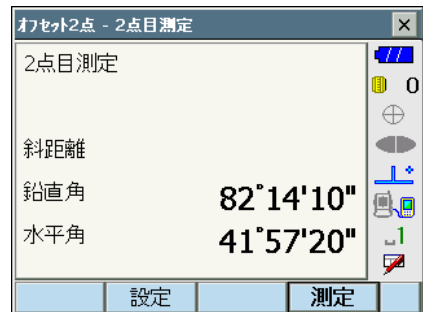 ｵﾌｾｯﾄ2点 - 2点目測定
2点目測定
0
斜距離
鉛直角 82°14'10"
水平角 41°57'20"
1
設定 測定